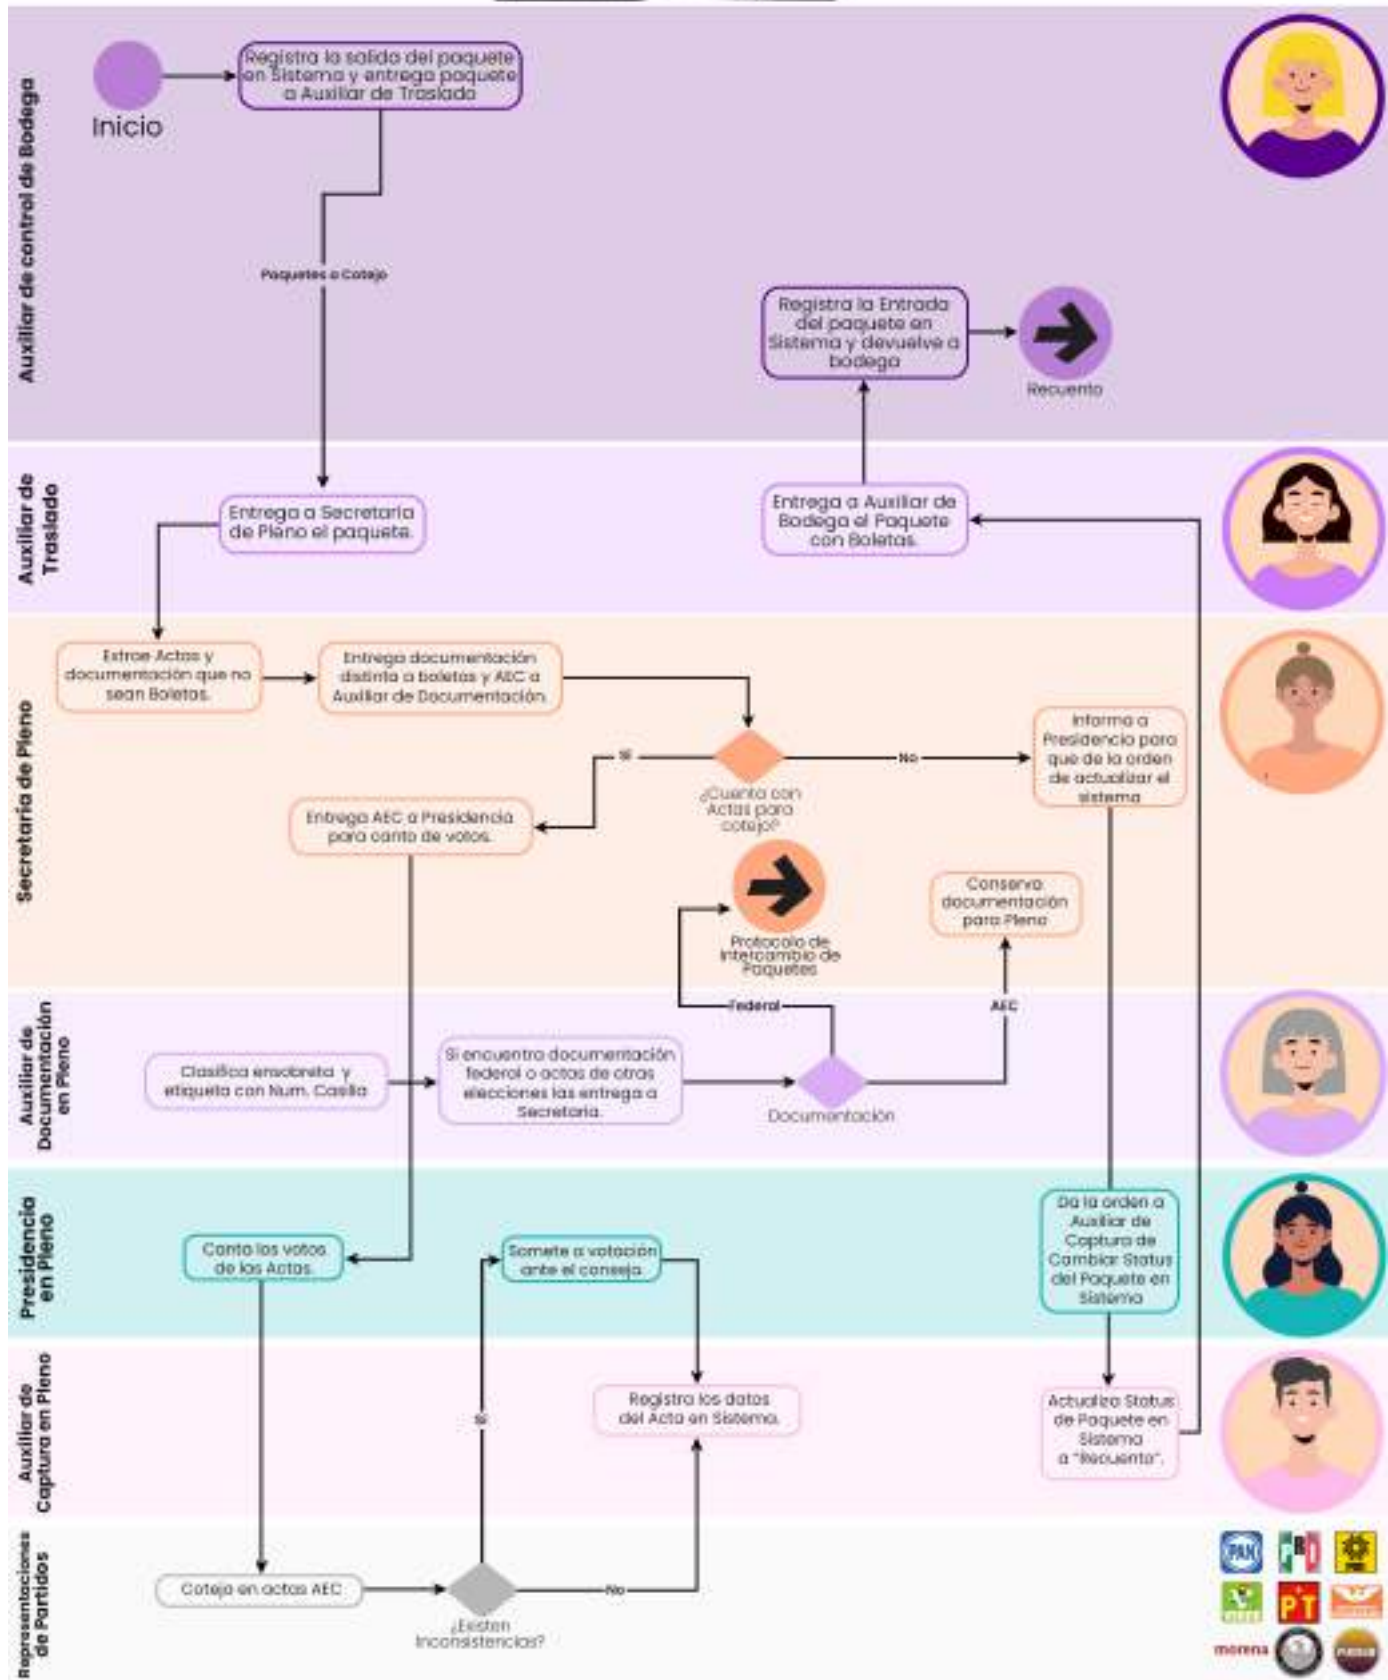 Auxiliar de control de Bodega
Inicio
Registra la salida del paquete
en Sistema y entrega paquete
a Auxiliar de Traslado
Paquetes a Cotejo
Registra la Entrada
del paquete en
Sistema y devuelve a
bodega
Recuento
Auxiliar de
Traslado
Entrega a Secretaria
de Pleno el paquete.
Entrega a Auxiliar de
Bodega el Paquete
con Boletas.
Secretaría de Pleno
Extrae Actas y
documentación que no
sean Boletas.
Entrega documentación
distinta a boletas y AEC a
Auxiliar de Documentación.
Sí
No
¿Cuenta con
Actas para
cotejo?
Informa a
Presidencia para
que de la orden
de actualizar el
sistema
Entrega AEC a Presidencia
para canto de votos.
Protocolo de
Intercambio de
Paquetes
Conserva
documentación
para Pleno
Auxiliar de
Documentación
en Pleno
Federal
AEC
Clasifica ensobreta y
etiqueta con Num. Casilla
Si encuentra documentación
federal o actas de otras
elecciones las entrega a
Secretaría.
Documentación
Presidencia
en Pleno
Canta los votos
de las Actas.
Somete a votación
ante el consejo.
Da la orden a
Auxiliar de
Captura de
Cambiar Status
del Paquete en
Sistema
Auxiliar de
Captura en Pleno
Sí
Registra los datos
del Acta en Sistema.
Actualiza Status
de Paquete en
Sistema
a "Recuento".
Representaciones
de Partidos
Coteja en actas AEC
No
¿Existen
Inconsistencias?
PAN
PRI
PRD
PT
morena